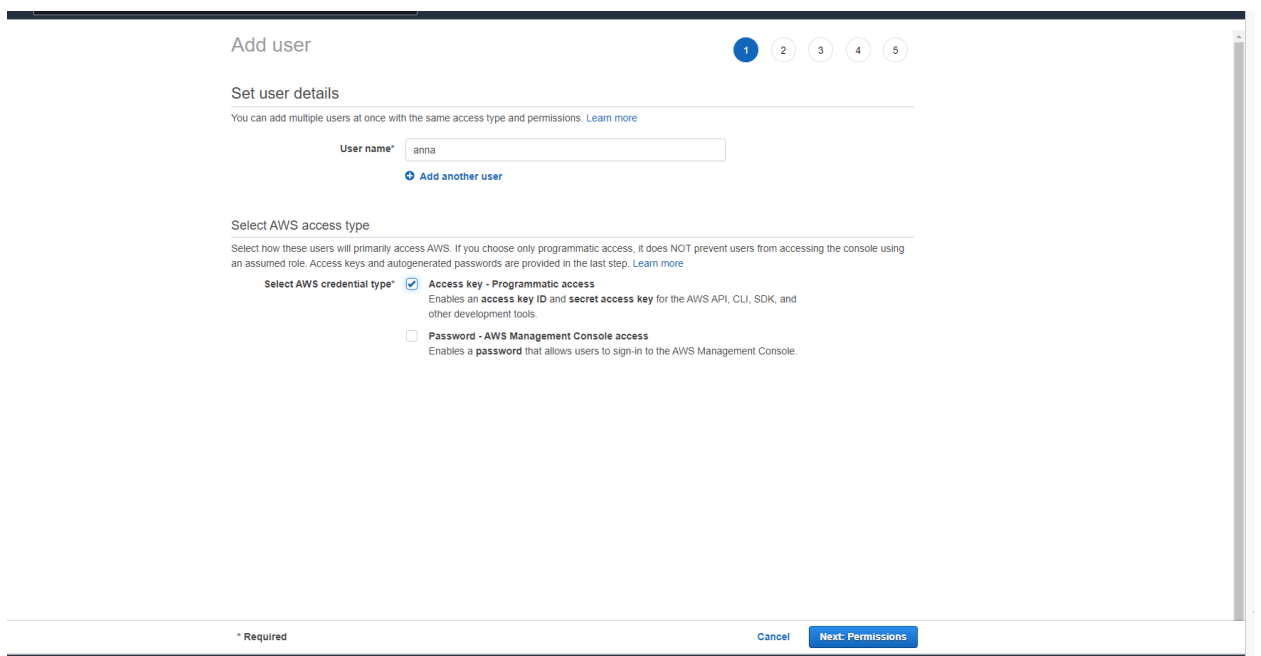 Add user
1 2 3 4 5
Set user details
You can add multiple users at once with the same access type and permissions. Learn more
User name* anna
Add another user
Select AWS access type
Select how these users will primarily access AWS. If you choose only programmatic access, it does NOT prevent users from accessing the console using
an assumed role. Access keys and autogenerated passwords are provided in the last step. Learn more
Select AWS credential type* Access key - Programmatic access
Enables an access key ID and secret access key for the AWS API, CLI, SDK, and
other development tools.
Password - AWS Management Console access
Enables a password that allows users to sign-in to the AWS Management Console.
* Required Cancel Next: Permissions